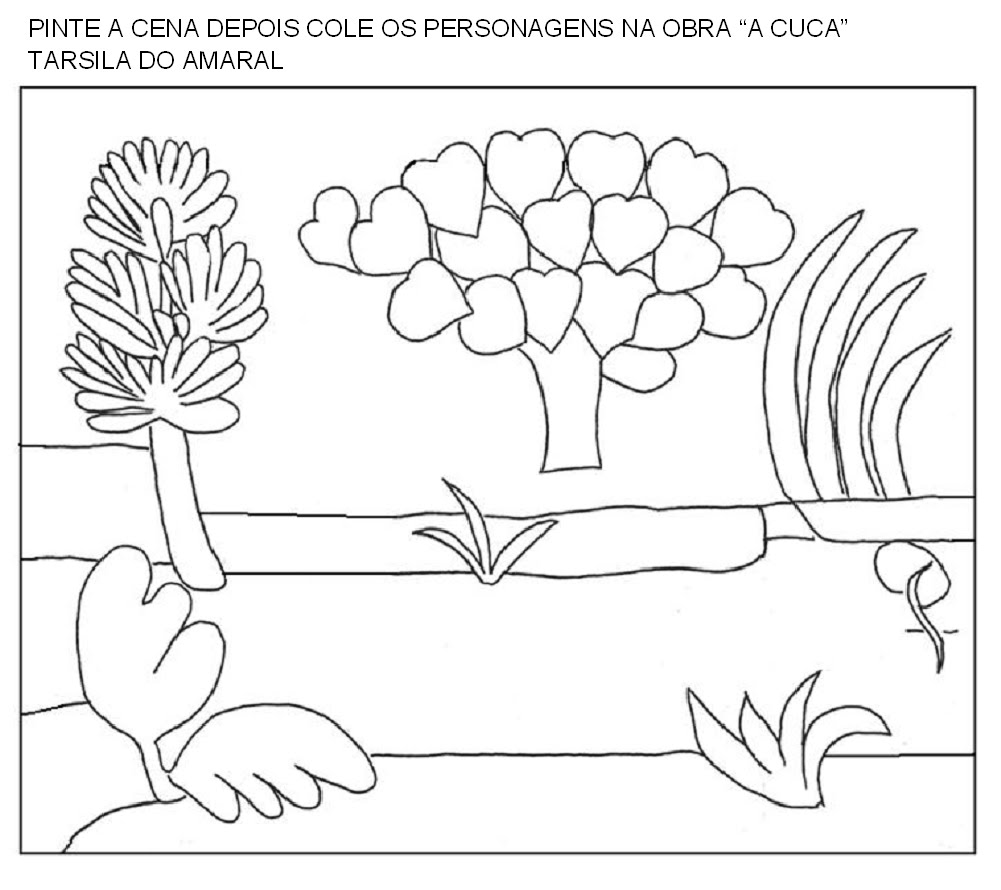 PINTE A CENA DEPOIS COLE OS PERSONAGENS NA OBRA “A CUCA”
TARSILA DO AMARAL